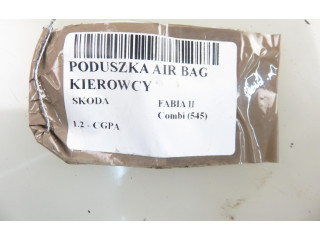 PODUSZKA AIR BAG
KIEROWCY
SKODA FABIA II
Combi (545)
1.2 - CGPA